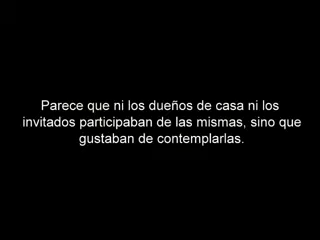 Parece que ni los dueños de casa ni los
invitados participaban de las mismas, sino que
gustaban de contemplarlas.